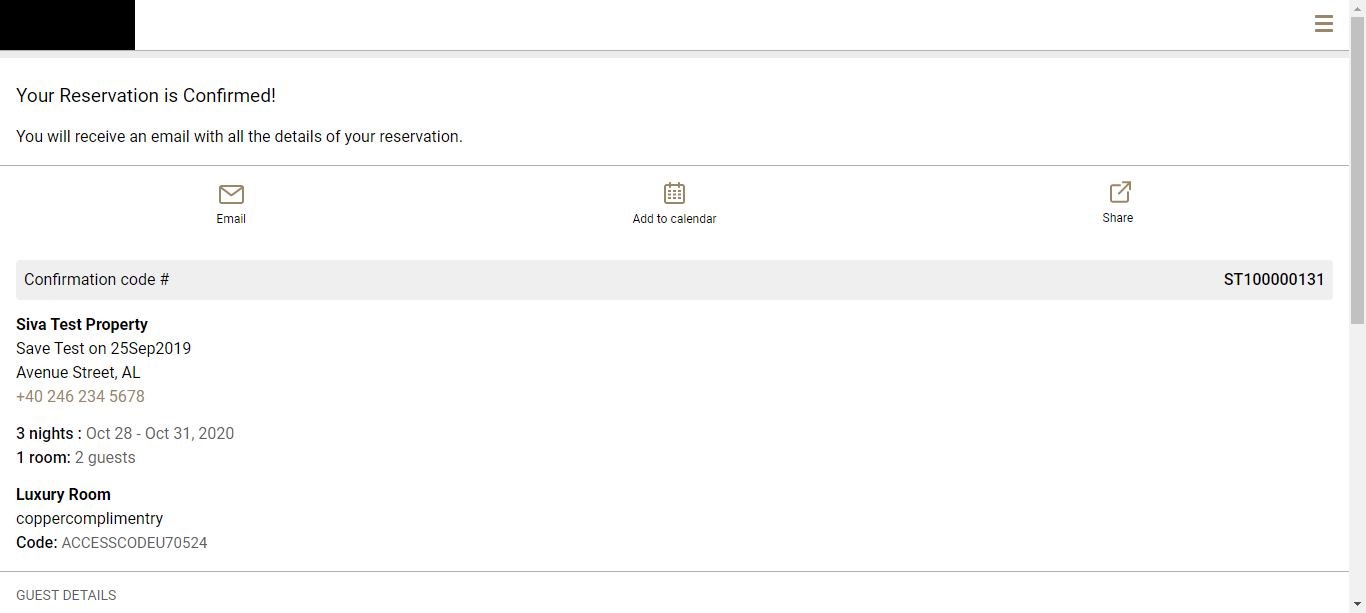 Your Reservation is Confirmed!
You will receive an email with all the details of your reservation.
Email
Add to calendar
Share
Confirmation code # ST100000131
Siva Test Property
Save Test on 25Sep2019
Avenue Street, AL
+40 246 234 5678
3 nights : Oct 28 - Oct 31, 2020
1 room: 2 guests
Luxury Room
coppercomplimentry
Code: ACCESSCODEU70524
GUEST DETAILS